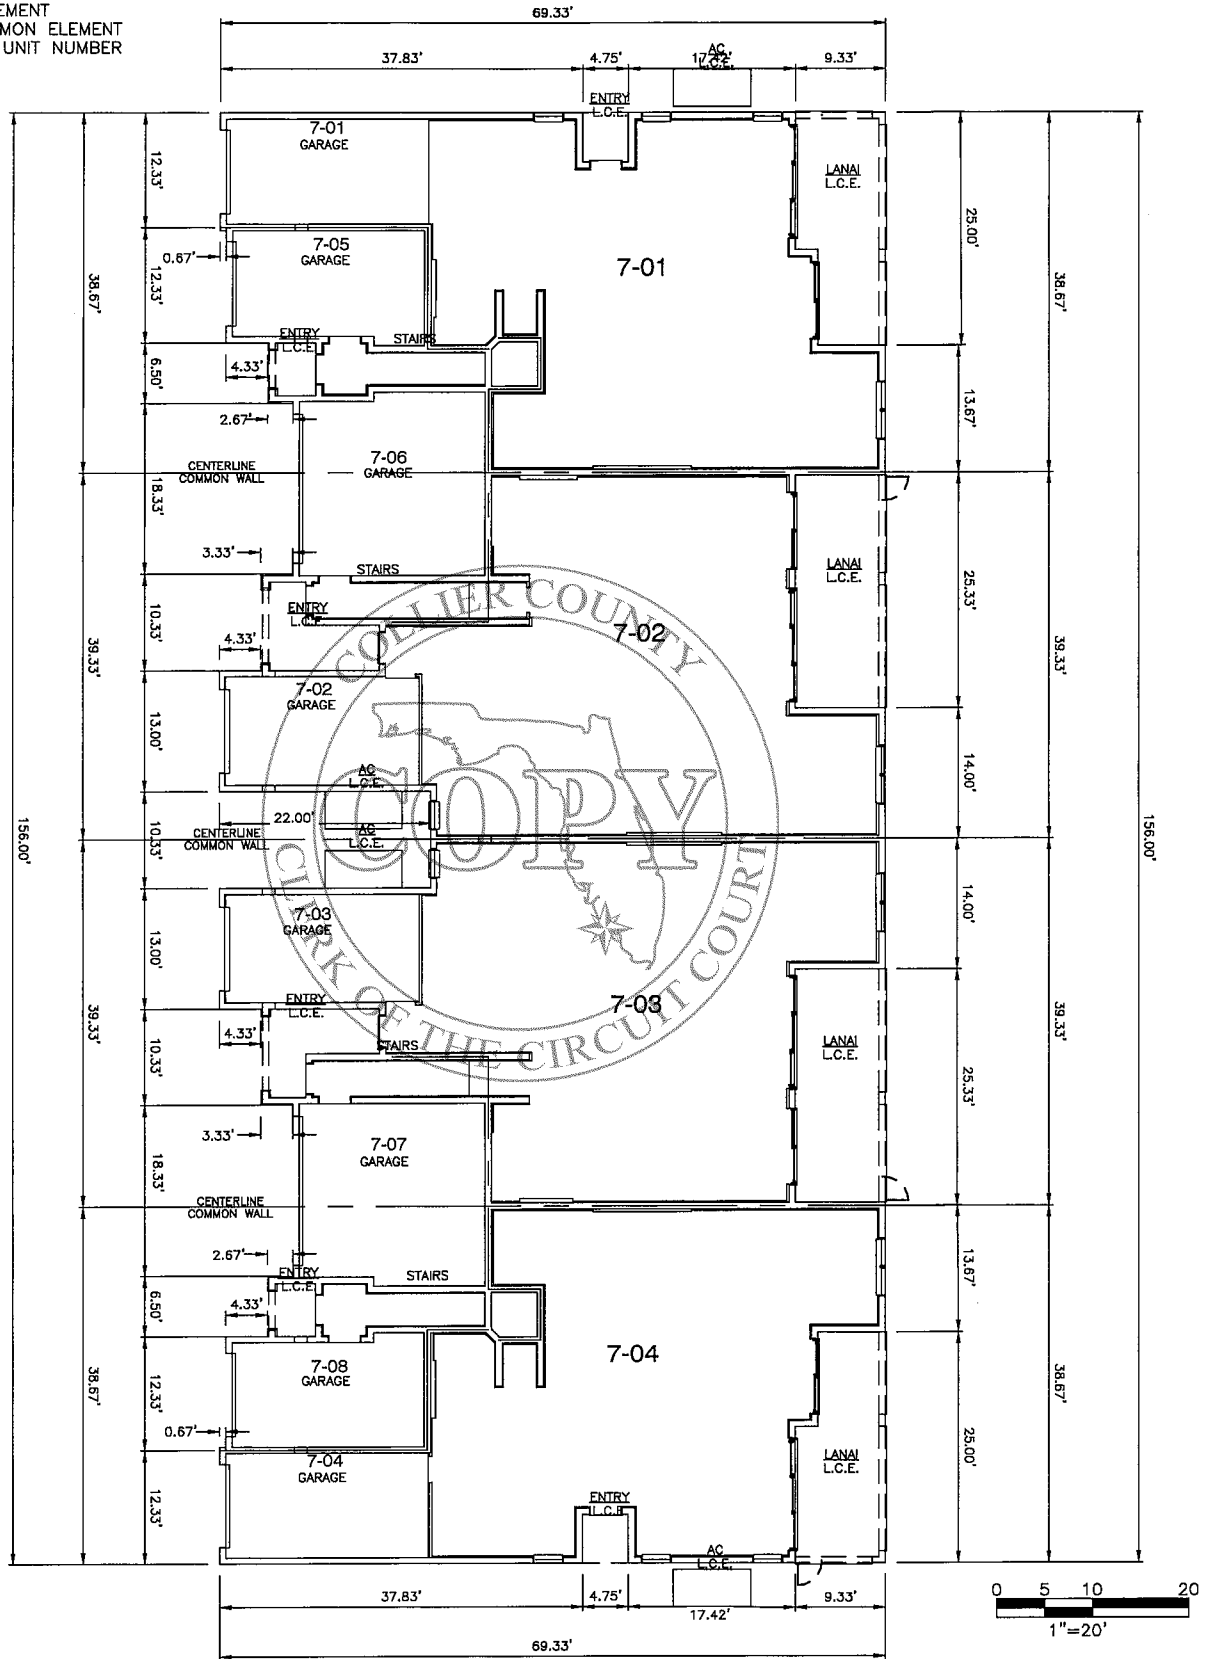 EMENT
MON ELEMENT
UNIT NUMBER
69.33'
37.83'
4.75'
17.42'
9.33'
AC
L.C.E.
ENTRY
L.C.E.
7-01
GARAGE
LANAI
L.C.E.
12.33'
25.00'
7-05
GARAGE
0.67'
7-01
12.33'
38.67'
38.67'
ENTRY
L.C.E.
STAIRS
4.33'
6.50'
13.67'
2.67'
7-06
GARAGE
CENTERLINE
COMMON WALL
18.33'
3.33'
STAIRS
LANAI
L.C.E.
25.33'
ENTRY
L.C.E.
10.33'
4.33'
7-02
39.33'
39.33'
7-02
GARAGE
13.00'
14.00'
AC
L.C.E.
22.00'
156.00'
156.00'
CENTERLINE
COMMON WALL
10.33'
AC
L.C.E.
COLLIER COUNTY
COPY
CLERK OF THE CIRCUIT COURT
14.00'
7-03
GARAGE
13.00'
ENTRY
L.C.E.
7-03
39.33'
39.33'
4.33'
10.33'
STAIRS
LANAI
L.C.E.
25.33'
3.33'
7-07
GARAGE
18.33'
CENTERLINE
COMMON WALL
2.67'
13.67'
ENTRY
L.C.E.
STAIRS
4.33'
6.50'
7-04
7-08
GARAGE
12.33'
38.67'
38.67'
0.67'
25.00'
7-04
GARAGE
LANAI
L.C.E.
12.33'
ENTRY
L.C.E.
AC
L.C.E.
37.83'
4.75'
17.42'
9.33'
69.33'
0 5 10 20
1"=20'